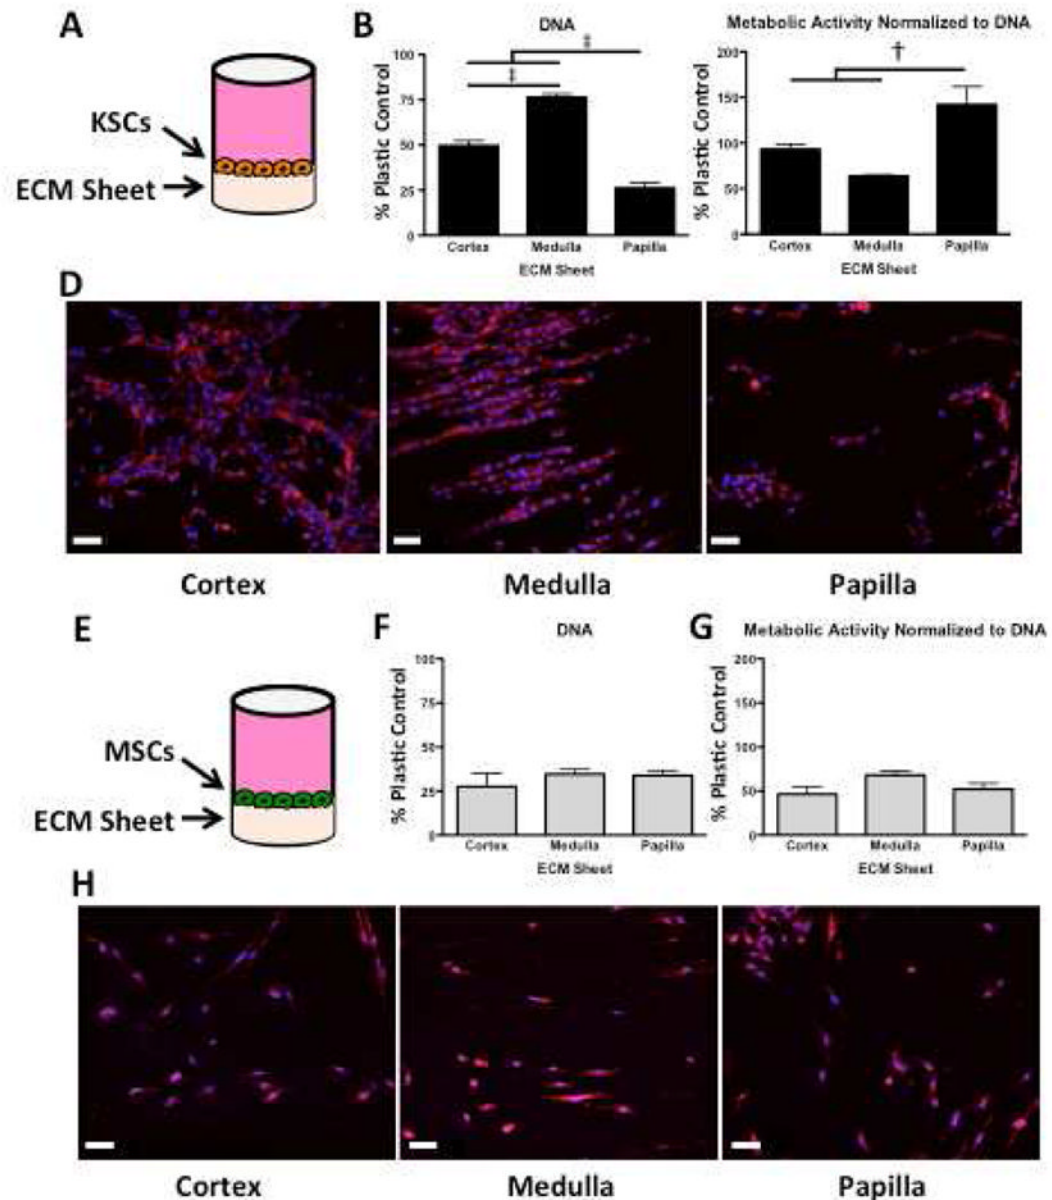 A
KSCs
ECM Sheet
B
DNA
% Plastic Control
100
75
50
25
0
‡
‡
Cortex Medulla Papilla
ECM Sheet
Metabolic Activity Normalized to DNA
% Plastic Control
200
150
100
50
0
†
Cortex Medulla Papilla
ECM Sheet
D
Cortex Medulla Papilla
E
MSCs
ECM Sheet
F
DNA
% Plastic Control
100
75
50
25
0
Cortex Medulla Papilla
ECM Sheet
G
Metabolic Activity Normalized to DNA
% Plastic Control
200
150
100
50
0
Cortex Medulla Papilla
ECM Sheet
H
Cortex Medulla Papilla